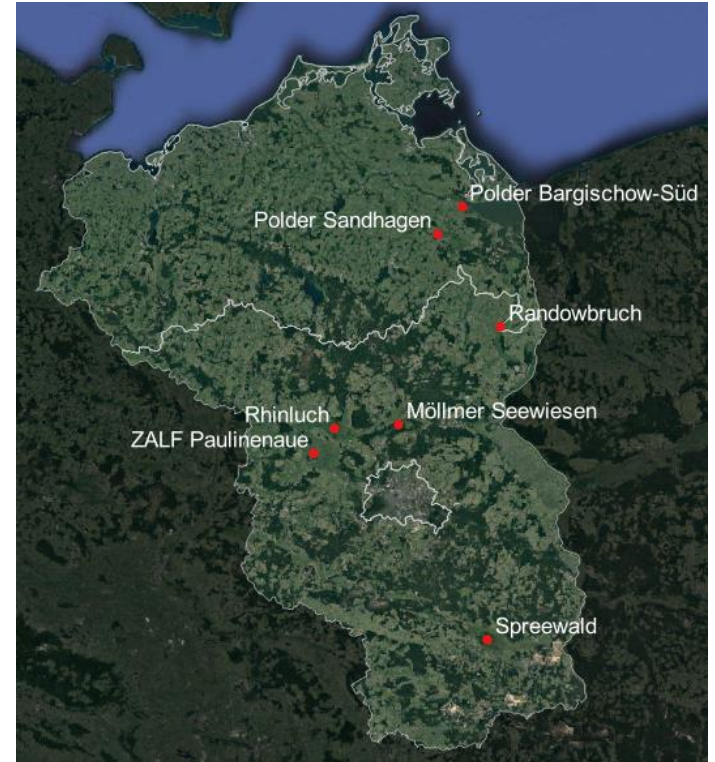 Polder Bargischow-Süd
Polder Sandhagen
Randowbruch
Rhinluch
Möllmer Seewiesen
ZALF Paulinenaue
Spreewald